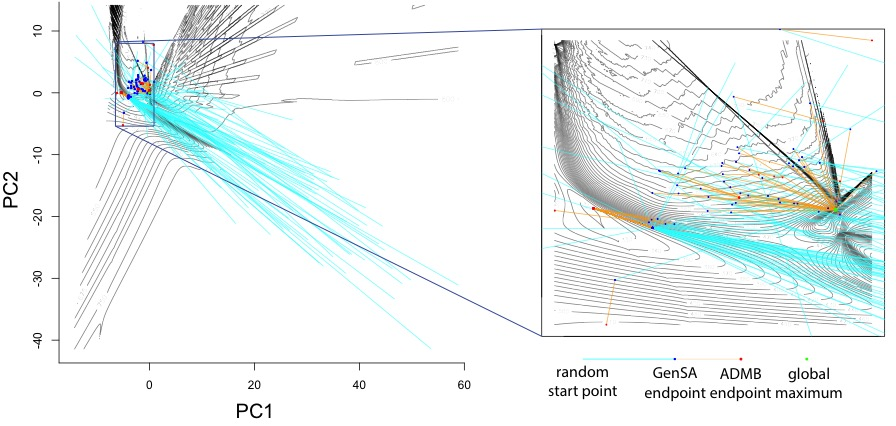 10
0
-10
-20
-30
-40
PC2
0
20
40
60
PC1
random
start point
GenSA
endpoint
ADMB
endpoint
global
maximum